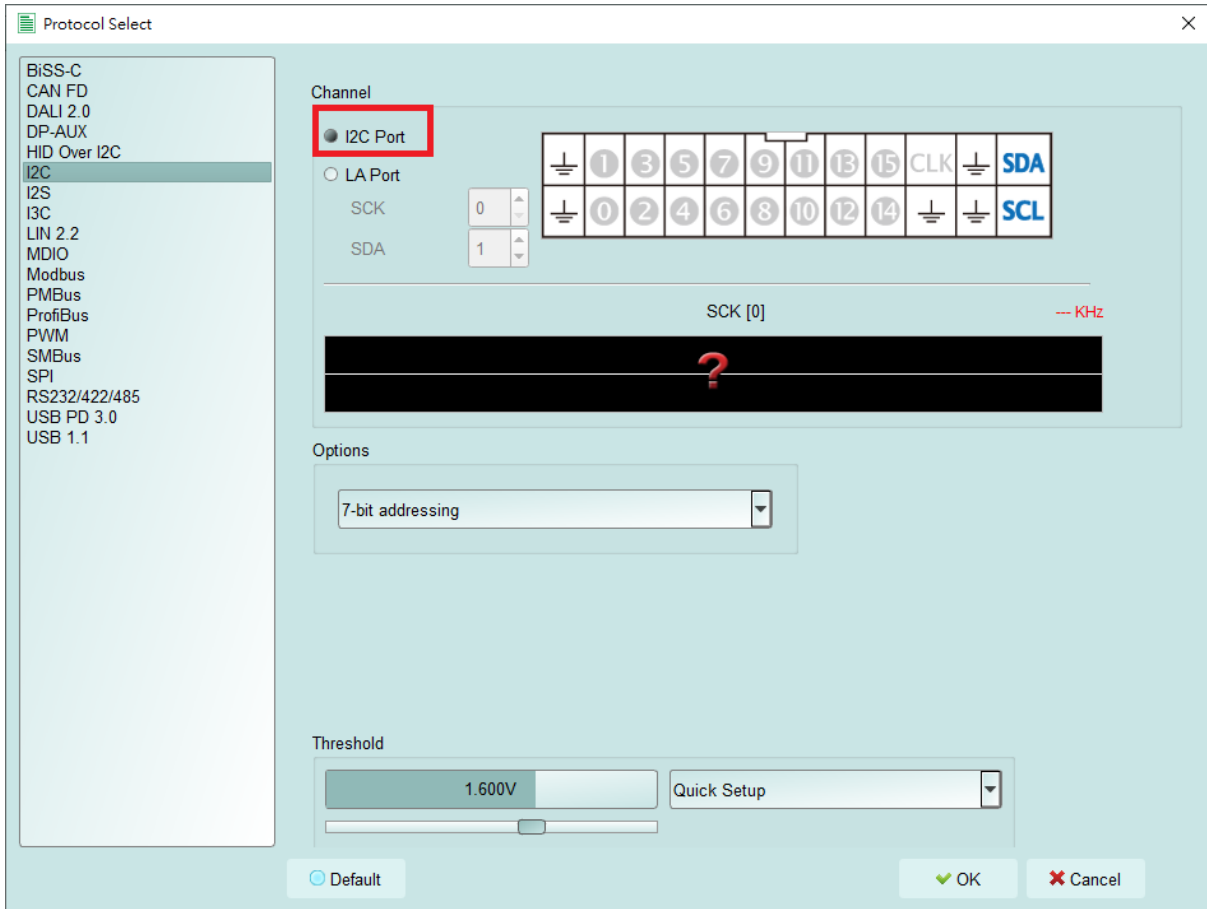 Protocol Select
BiSS-C
CAN FD
DALI 2.0
DP-AUX
HID Over I2C
I2C
I2S
I3C
LIN 2.2
MDIO
Modbus
PMBus
ProfiBus
PWM
SMBus
SPI
RS232/422/485
USB PD 3.0
USB 1.1
Channel
I2C Port
LA Port
SCK 0
SDA 1
1 3 5 7 9 11 13 15 CLK SDA
0 2 4 6 8 10 12 14 SCL
SCK [0] --- KHz
?
Options
7-bit addressing
Threshold
1.600V Quick Setup
Default OK Cancel